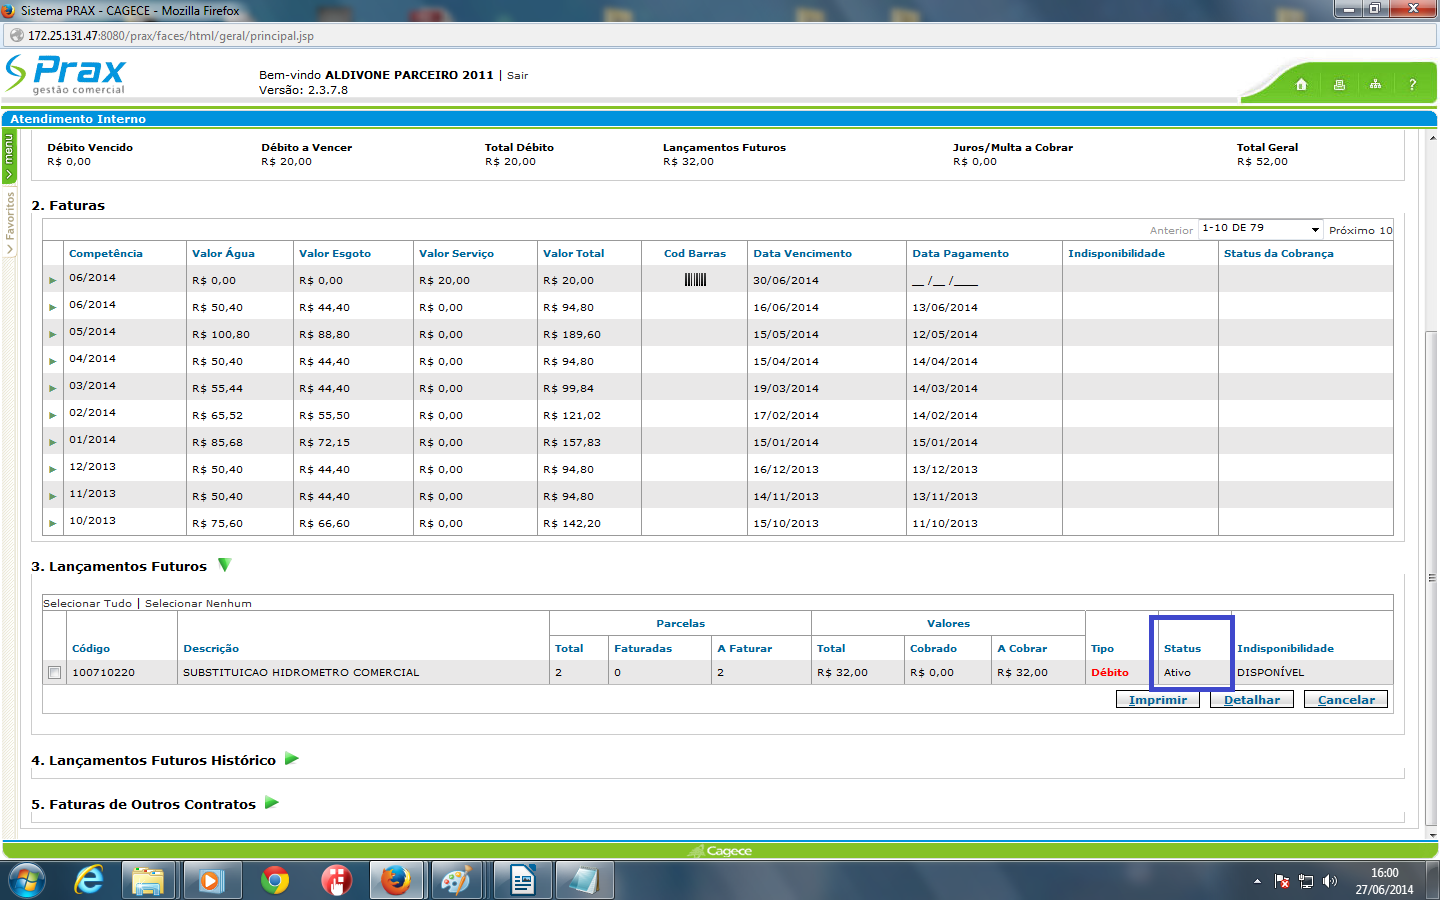 Sistema PRAX - CAGECE - Mozilla Firefox
172.25.131.47:8080/prax/faces/html/geral/principal.jsp
Prax
gestão comercial
Bem-vindo ALDIVONE PARCEIRO 2011 | Sair
Versão: 2.3.7.8
?
Atendimento Interno
menu
Favoritos
Débito Vencido Débito a Vencer Total Débito Lançamentos Futuros Juros/Multa a Cobrar Total Geral
R$ 0,00 R$ 20,00 R$ 20,00 R$ 32,00 R$ 0,00 R$ 52,00
2. Faturas
Anterior 1-10 DE 79 Próximo 10
Competência Valor Água Valor Esgoto Valor Serviço Valor Total Cod Barras Data Vencimento Data Pagamento Indisponibilidade Status da Cobrança
06/2014 R$ 0,00 R$ 0,00 R$ 20,00 R$ 20,00 30/06/2014 __ /__ /____
06/2014 R$ 50,40 R$ 44,40 R$ 0,00 R$ 94,80 16/06/2014 13/06/2014
05/2014 R$ 100,80 R$ 88,80 R$ 0,00 R$ 189,60 15/05/2014 12/05/2014
04/2014 R$ 50,40 R$ 44,40 R$ 0,00 R$ 94,80 15/04/2014 14/04/2014
03/2014 R$ 55,44 R$ 44,40 R$ 0,00 R$ 99,84 19/03/2014 14/03/2014
02/2014 R$ 65,52 R$ 55,50 R$ 0,00 R$ 121,02 17/02/2014 14/02/2014
01/2014 R$ 85,68 R$ 72,15 R$ 0,00 R$ 157,83 15/01/2014 15/01/2014
12/2013 R$ 50,40 R$ 44,40 R$ 0,00 R$ 94,80 16/12/2013 13/12/2013
11/2013 R$ 50,40 R$ 44,40 R$ 0,00 R$ 94,80 14/11/2013 13/11/2013
10/2013 R$ 75,60 R$ 66,60 R$ 0,00 R$ 142,20 15/10/2013 11/10/2013
3. Lançamentos Futuros
Selecionar Tudo | Selecionar Nenhum
Parcelas Valores
Código Descrição Total Faturadas A Faturar Total Cobrado A Cobrar Tipo Status Indisponibilidade
100710220 SUBSTITUICAO HIDROMETRO COMERCIAL 2 0 2 R$ 32,00 R$ 0,00 R$ 32,00 Débito Ativo DISPONÍVEL
Imprimir Detalhar Cancelar
4. Lançamentos Futuros Histórico
5. Faturas de Outros Contratos
Cagece
16:00
27/06/2014